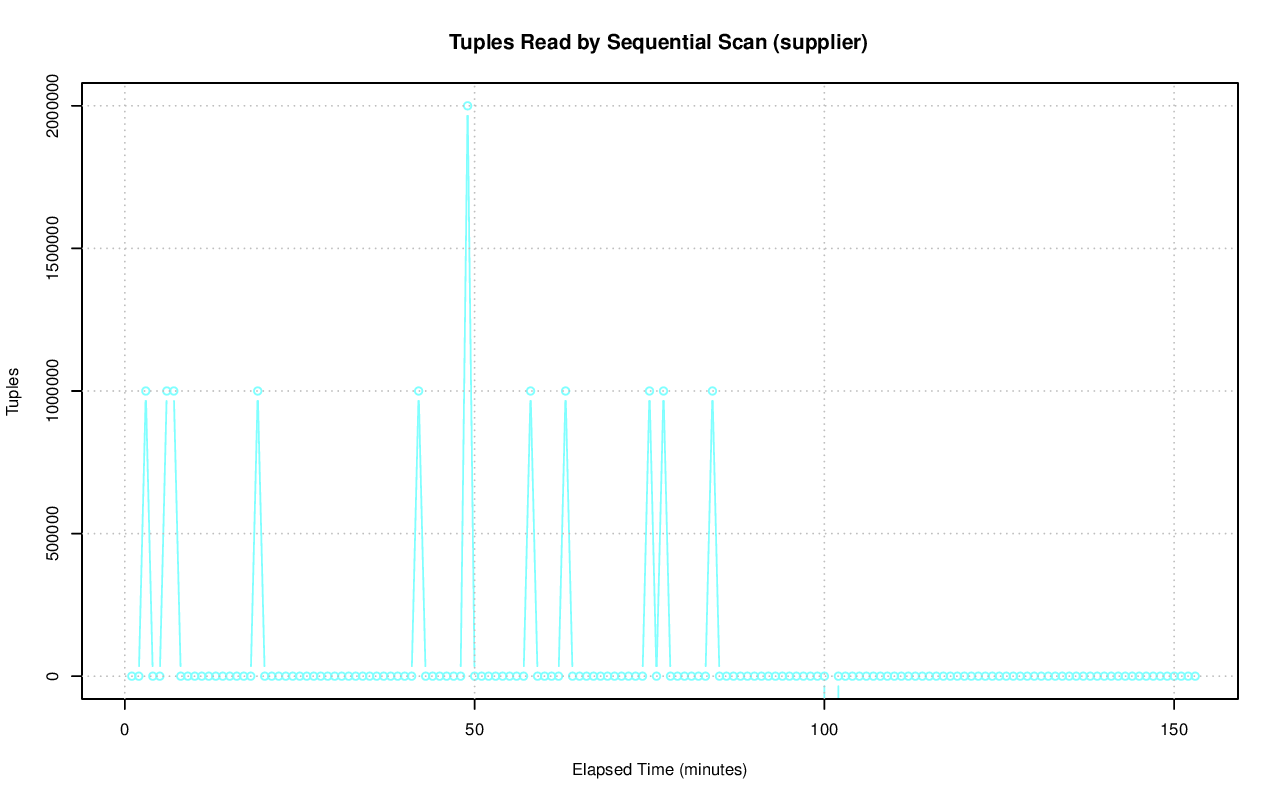 Tuples Read by Sequential Scan (supplier)
2000000
1500000
1000000
500000
0
Tuples
0 50 100 150
Elapsed Time (minutes)